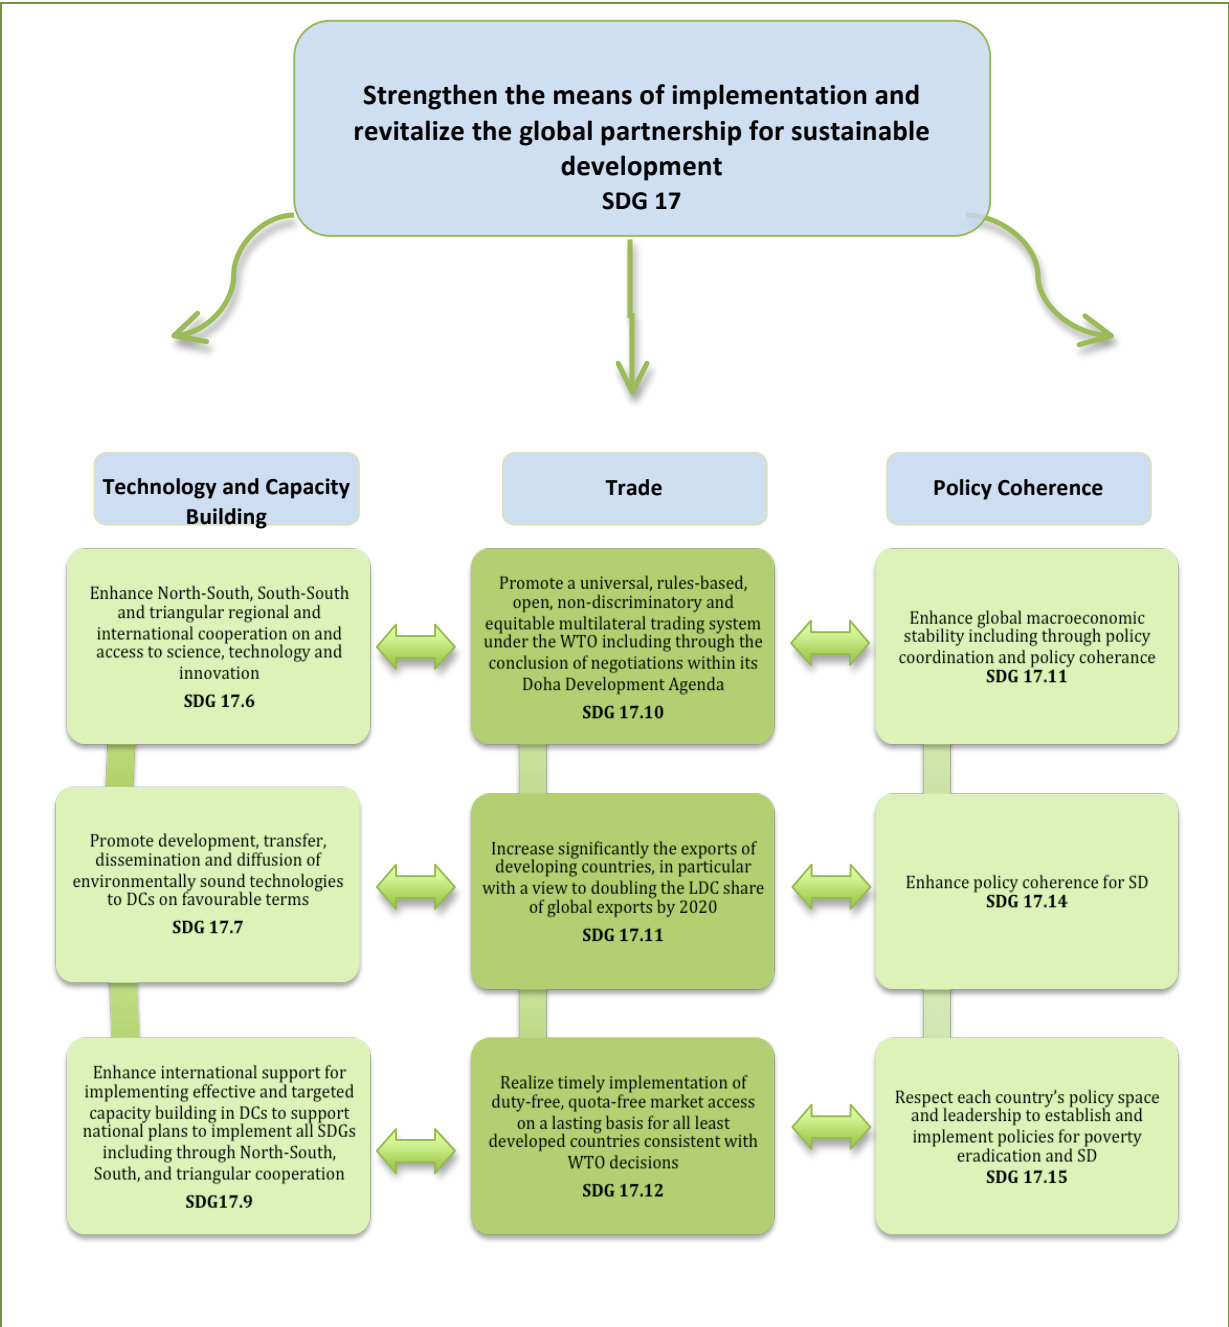 Strengthen the means of implementation and
revitalize the global partnership for sustainable
development
SDG 17
Technology and Capacity
Building
Enhance North-South, South-South
and triangular regional and
international cooperation on and
access to science, technology and
innovation
SDG 17.6
Promote development, transfer,
dissemination and diffusion of
environmentally sound technologies
to DCs on favourable terms
SDG 17.7
Enhance international support for
implementing effective and targeted
capacity building in DCs to support
national plans to implement all SDGs
including through North-South,
South, and triangular cooperation
SDG17.9
Trade
Promote a universal, rules-based,
open, non-discriminatory and
equitable multilateral trading system
under the WTO including through the
conclusion of negotiations within its
Doha Development Agenda
SDG 17.10
Increase significantly the exports of
developing countries, in particular
with a view to doubling the LDC share
of global exports by 2020
SDG 17.11
Realize timely implementation of
duty-free, quota-free market access
on a lasting basis for all least
developed countries consistent with
WTO decisions
SDG 17.12
Policy Coherence
Enhance global macroeconomic
stability including through policy
coordination and policy coherance
SDG 17.11
Enhance policy coherence for SD
SDG 17.14
Respect each country’s policy space
and leadership to establish and
implement policies for poverty
eradication and SD
SDG 17.15